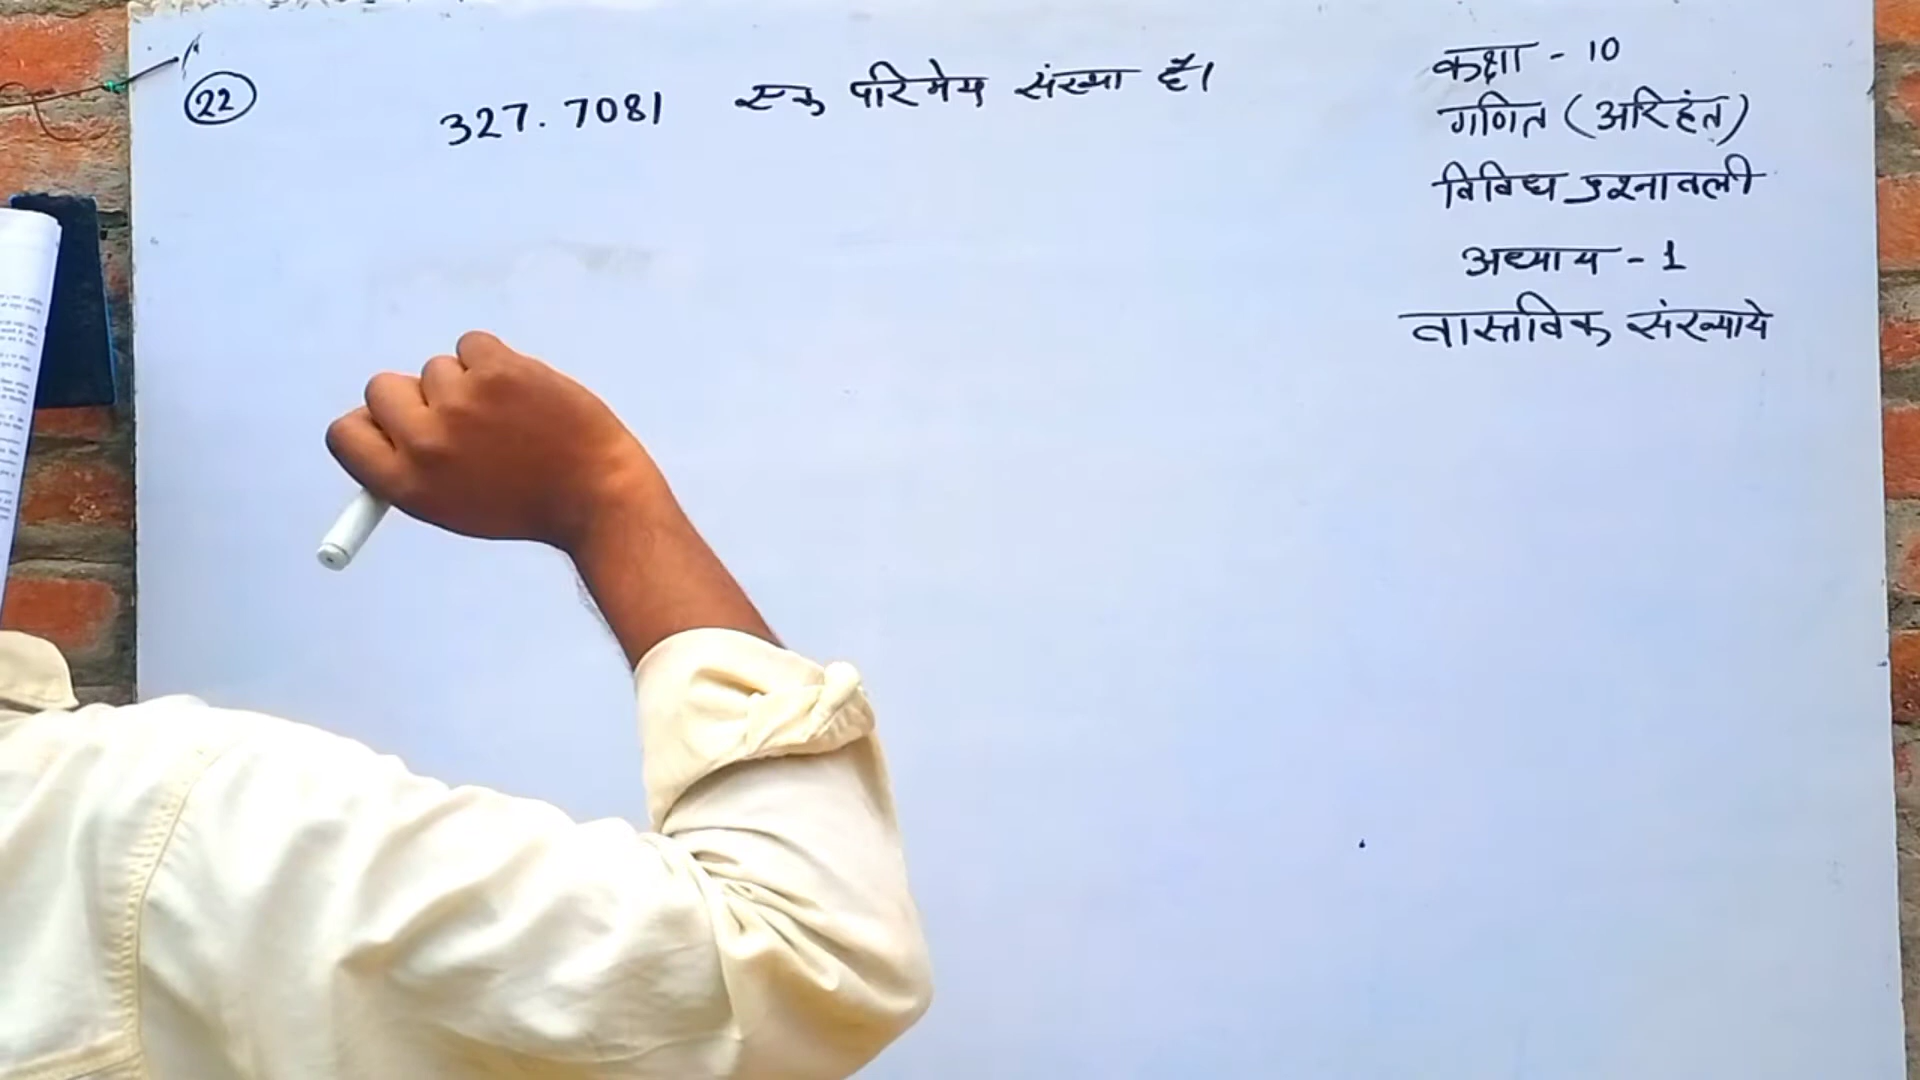 22
327.7081 एक परिमेय संख्या है।
कक्षा - 10
गणित (अरिहंत)
विविध प्रश्नावली
अध्याय - 1
वास्तविक संख्याये